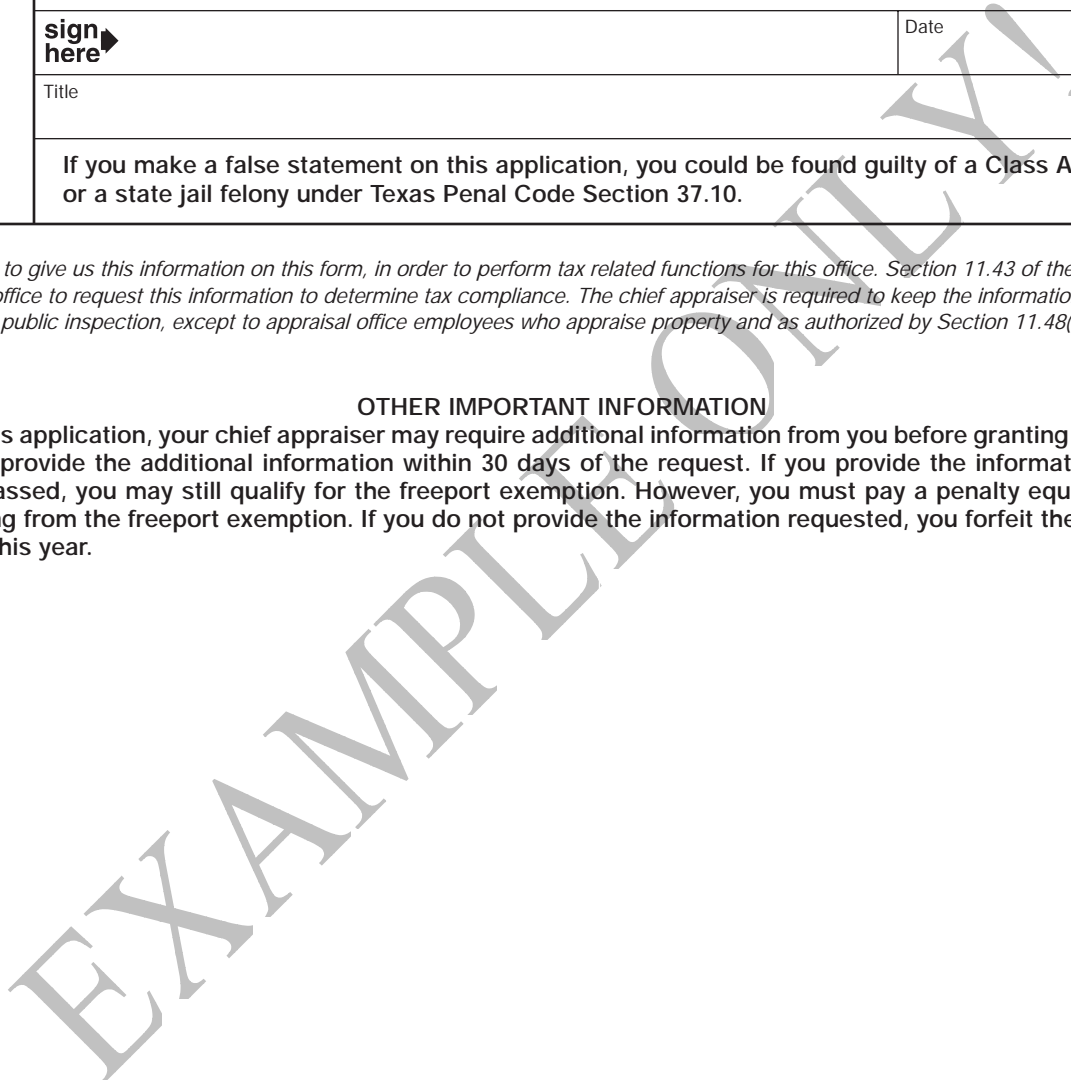 sign
here
Date
Title
If you make a false statement on this application, you could be found guilty of a Class A
or a state jail felony under Texas Penal Code Section 37.10.
to give us this information on this form, in order to perform tax related functions for this office. Section 11.43 of the
office to request this information to determine tax compliance. The chief appraiser is required to keep the informatio
public inspection, except to appraisal office employees who appraise property and as authorized by Section 11.48(
OTHER IMPORTANT INFORMATION
s application, your chief appraiser may require additional information from you before granting
provide the additional information within 30 days of the request. If you provide the informat
assed, you may still qualify for the freeport exemption. However, you must pay a penalty equ
ng from the freeport exemption. If you do not provide the information requested, you forfeit the
his year.
EXAMPLE ONLY!